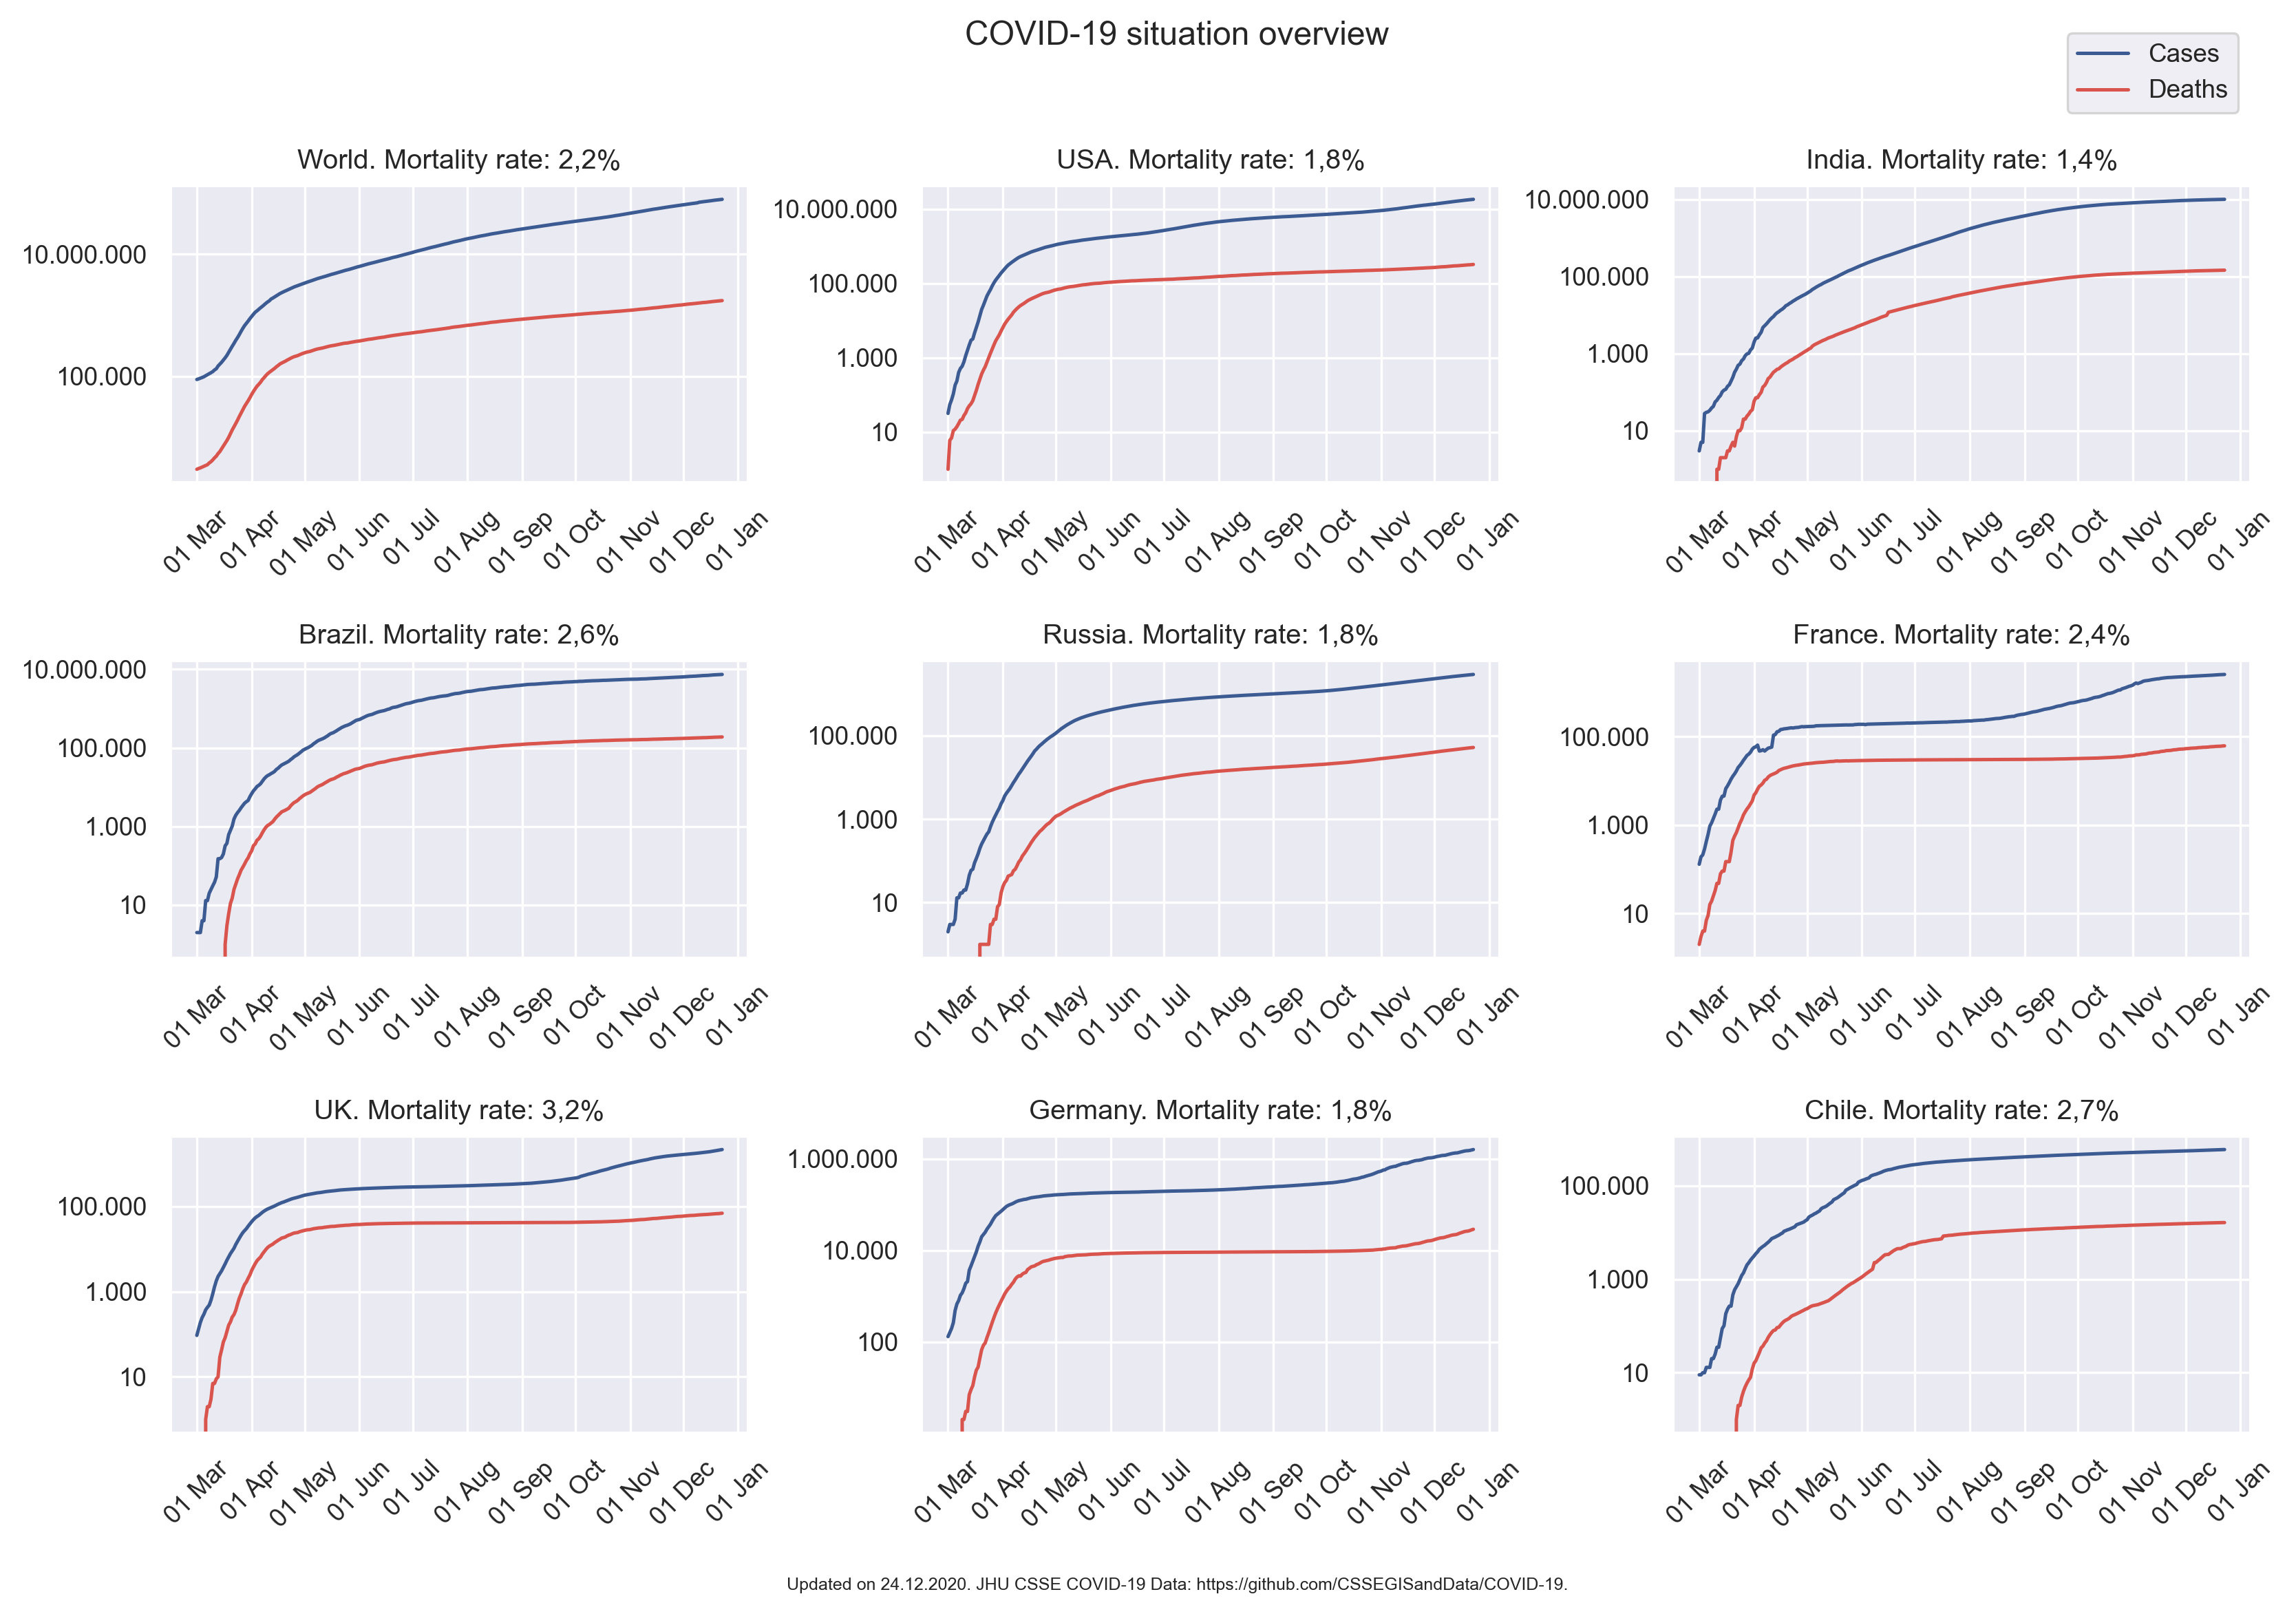 COVID-19 situation overview
Cases
Deaths
World. Mortality rate: 2,2%
10.000.000
100.000
01 Mar
01 Apr
01 May
01 Jun
01 Jul
01 Aug
01 Sep
01 Oct
01 Nov
01 Dec
01 Jan
USA. Mortality rate: 1,8%
10.000.000
100.000
1.000
10
01 Mar
01 Apr
01 May
01 Jun
01 Jul
01 Aug
01 Sep
01 Oct
01 Nov
01 Dec
01 Jan
India. Mortality rate: 1,4%
10.000.000
100.000
1.000
10
01 Mar
01 Apr
01 May
01 Jun
01 Jul
01 Aug
01 Sep
01 Oct
01 Nov
01 Dec
01 Jan
Brazil. Mortality rate: 2,6%
10.000.000
100.000
1.000
10
01 Mar
01 Apr
01 May
01 Jun
01 Jul
01 Aug
01 Sep
01 Oct
01 Nov
01 Dec
01 Jan
Russia. Mortality rate: 1,8%
100.000
1.000
10
01 Mar
01 Apr
01 May
01 Jun
01 Jul
01 Aug
01 Sep
01 Oct
01 Nov
01 Dec
01 Jan
France. Mortality rate: 2,4%
100.000
1.000
10
01 Mar
01 Apr
01 May
01 Jun
01 Jul
01 Aug
01 Sep
01 Oct
01 Nov
01 Dec
01 Jan
UK. Mortality rate: 3,2%
100.000
1.000
10
01 Mar
01 Apr
01 May
01 Jun
01 Jul
01 Aug
01 Sep
01 Oct
01 Nov
01 Dec
01 Jan
Germany. Mortality rate: 1,8%
1.000.000
10.000
100
01 Mar
01 Apr
01 May
01 Jun
01 Jul
01 Aug
01 Sep
01 Oct
01 Nov
01 Dec
01 Jan
Chile. Mortality rate: 2,7%
100.000
1.000
10
01 Mar
01 Apr
01 May
01 Jun
01 Jul
01 Aug
01 Sep
01 Oct
01 Nov
01 Dec
01 Jan
Updated on 24.12.2020. JHU CSSE COVID-19 Data: https://github.com/CSSEGISandData/COVID-19.